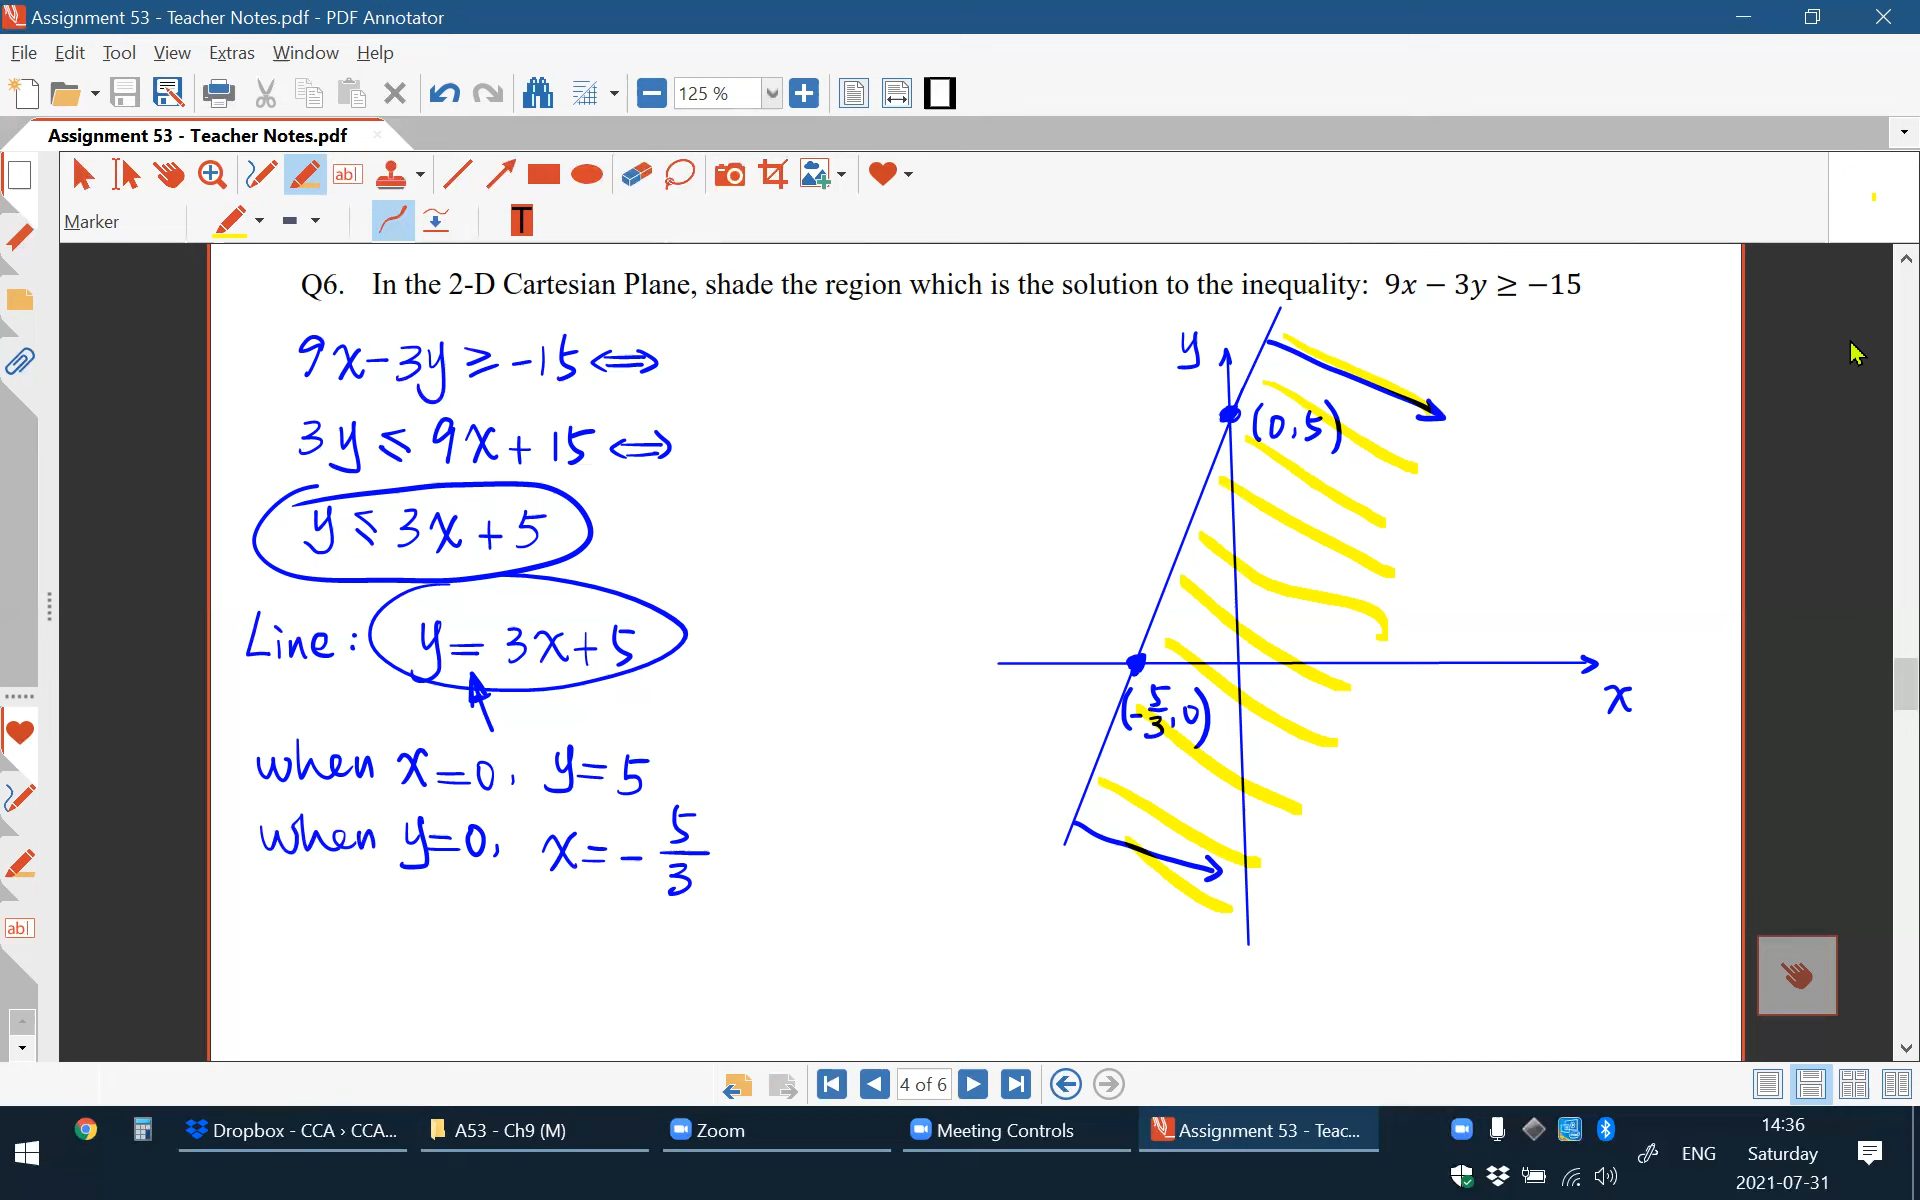 Assignment 53 - Teacher Notes.pdf - PDF Annotator
File Edit Tool View Extras Window Help
125 %
Assignment 53 - Teacher Notes.pdf
ab|
Marker
T
Q6. In the 2-D Cartesian Plane, shade the region which is the solution to the inequality: 9x − 3y ≥ −15
9x-3y ≥ -15 ⟺
3y ≤ 9x+15 ⟺
y ≤ 3x+5
Line: y = 3x+5
when x=0, y=5
when y=0, x=-5/3
y
(0,5)
(-5/3,0)
x
ab|
4 of 6
Dropbox - CCA › CCA...
A53 - Ch9 (M)
Zoom
Meeting Controls
Assignment 53 - Teac...
ENG
14:36
Saturday
2021-07-31